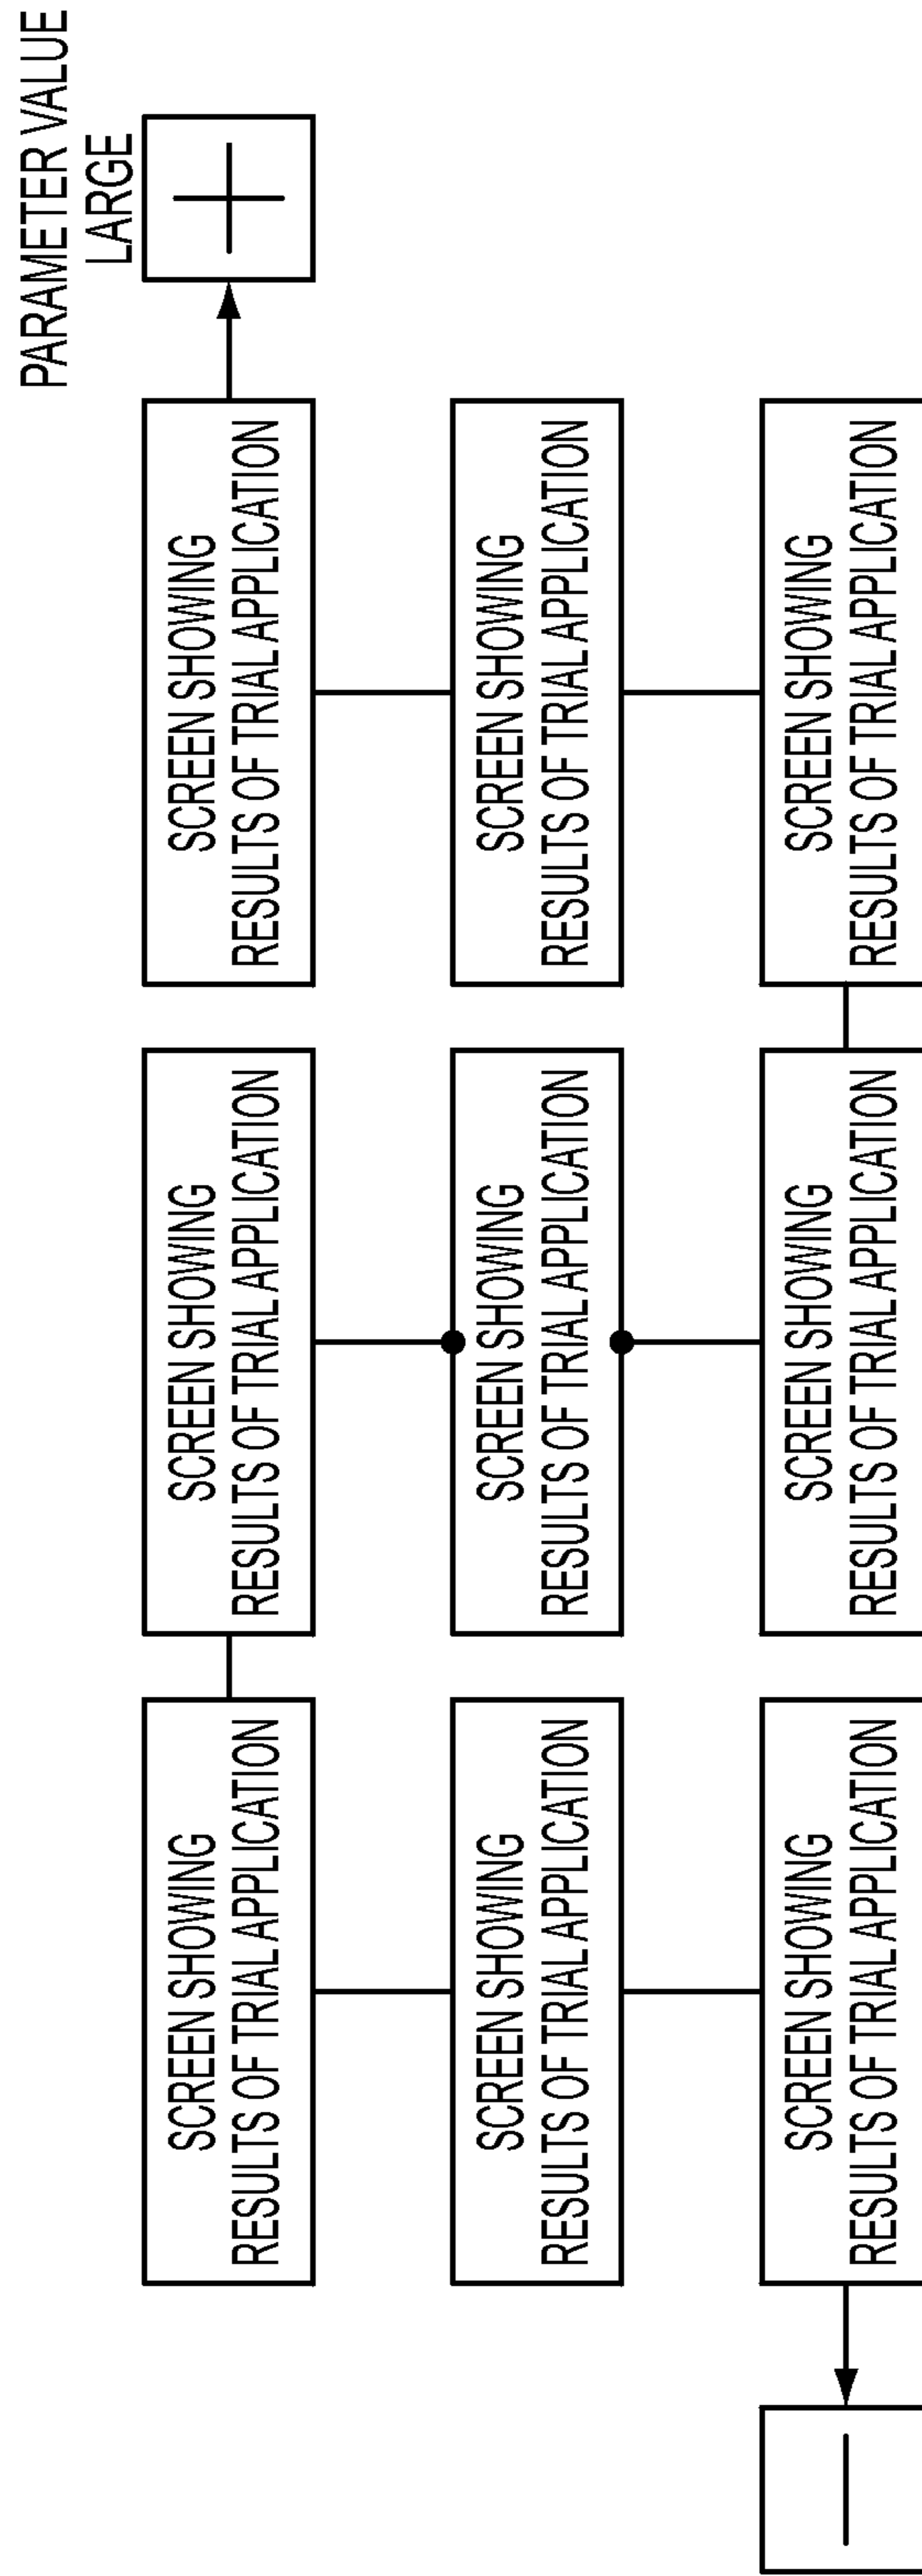 PARAMETER VALUE
LARGE
SCREEN SHOWING
RESULTS OF TRIAL APPLICATION
SCREEN SHOWING
RESULTS OF TRIAL APPLICATION
SCREEN SHOWING
RESULTS OF TRIAL APPLICATION
+
SCREEN SHOWING
RESULTS OF TRIAL APPLICATION
SCREEN SHOWING
RESULTS OF TRIAL APPLICATION
SCREEN SHOWING
RESULTS OF TRIAL APPLICATION
−
SCREEN SHOWING
RESULTS OF TRIAL APPLICATION
SCREEN SHOWING
RESULTS OF TRIAL APPLICATION
SCREEN SHOWING
RESULTS OF TRIAL APPLICATION